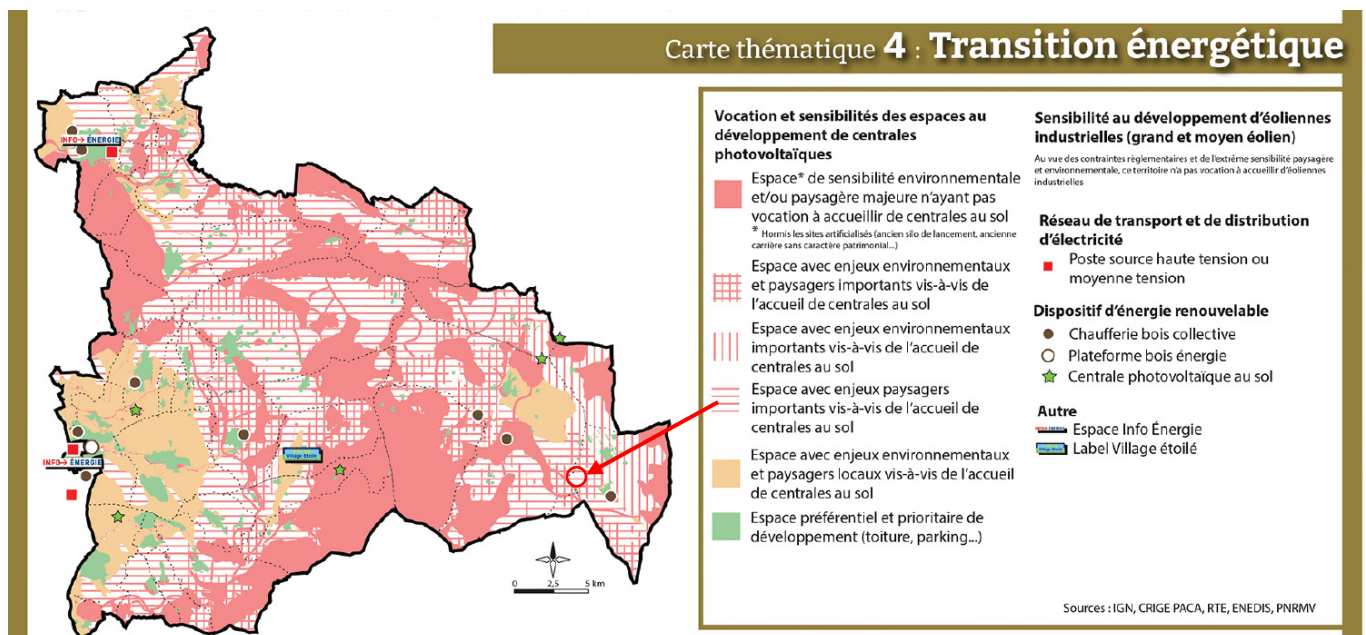 Carte thématique 4 : Transition énergétique
INFO→ ÉNERGIE
INFO→ ÉNERGIE
Village Étoilé
0 2,5 5 km
Vocation et sensibilités des espaces au
développement de centrales
photovoltaïques
Espace* de sensibilité environnementale
et/ou paysagère majeure n'ayant pas
vocation à accueillir de centrales au sol
* Hormis les sites artificialisés (ancien silo de lancement, ancienne
carrière sans caractère patrimonial...)
Espace avec enjeux environnementaux
et paysagers importants vis-à-vis de
l'accueil de centrales au sol
Espace avec enjeux environnementaux
importants vis-à-vis de l'accueil de
centrales au sol
Espace avec enjeux paysagers
importants vis-à-vis de l'accueil de
centrales au sol
Espace avec enjeux environnementaux
et paysagers locaux vis-à-vis de l'accueil
de centrales au sol
Espace préférentiel et prioritaire de
développement (toiture, parking...)
Sensibilité au développement d'éoliennes
industrielles (grand et moyen éolien)
Au vue des contraintes règlementaires et de l'extrême sensibilité paysagère
et environnementale, ce territoire n'a pas vocation à accueillir d'éoliennes
industrielles
Réseau de transport et de distribution
d'électricité
Poste source haute tension ou
moyenne tension
Dispositif d'énergie renouvelable
Chaufferie bois collective
Plateforme bois énergie
Centrale photovoltaïque au sol
Autre
Espace Info Énergie
Label Village étoilé
Sources : IGN, CRIGE PACA, RTE, ENEDIS, PNRMV